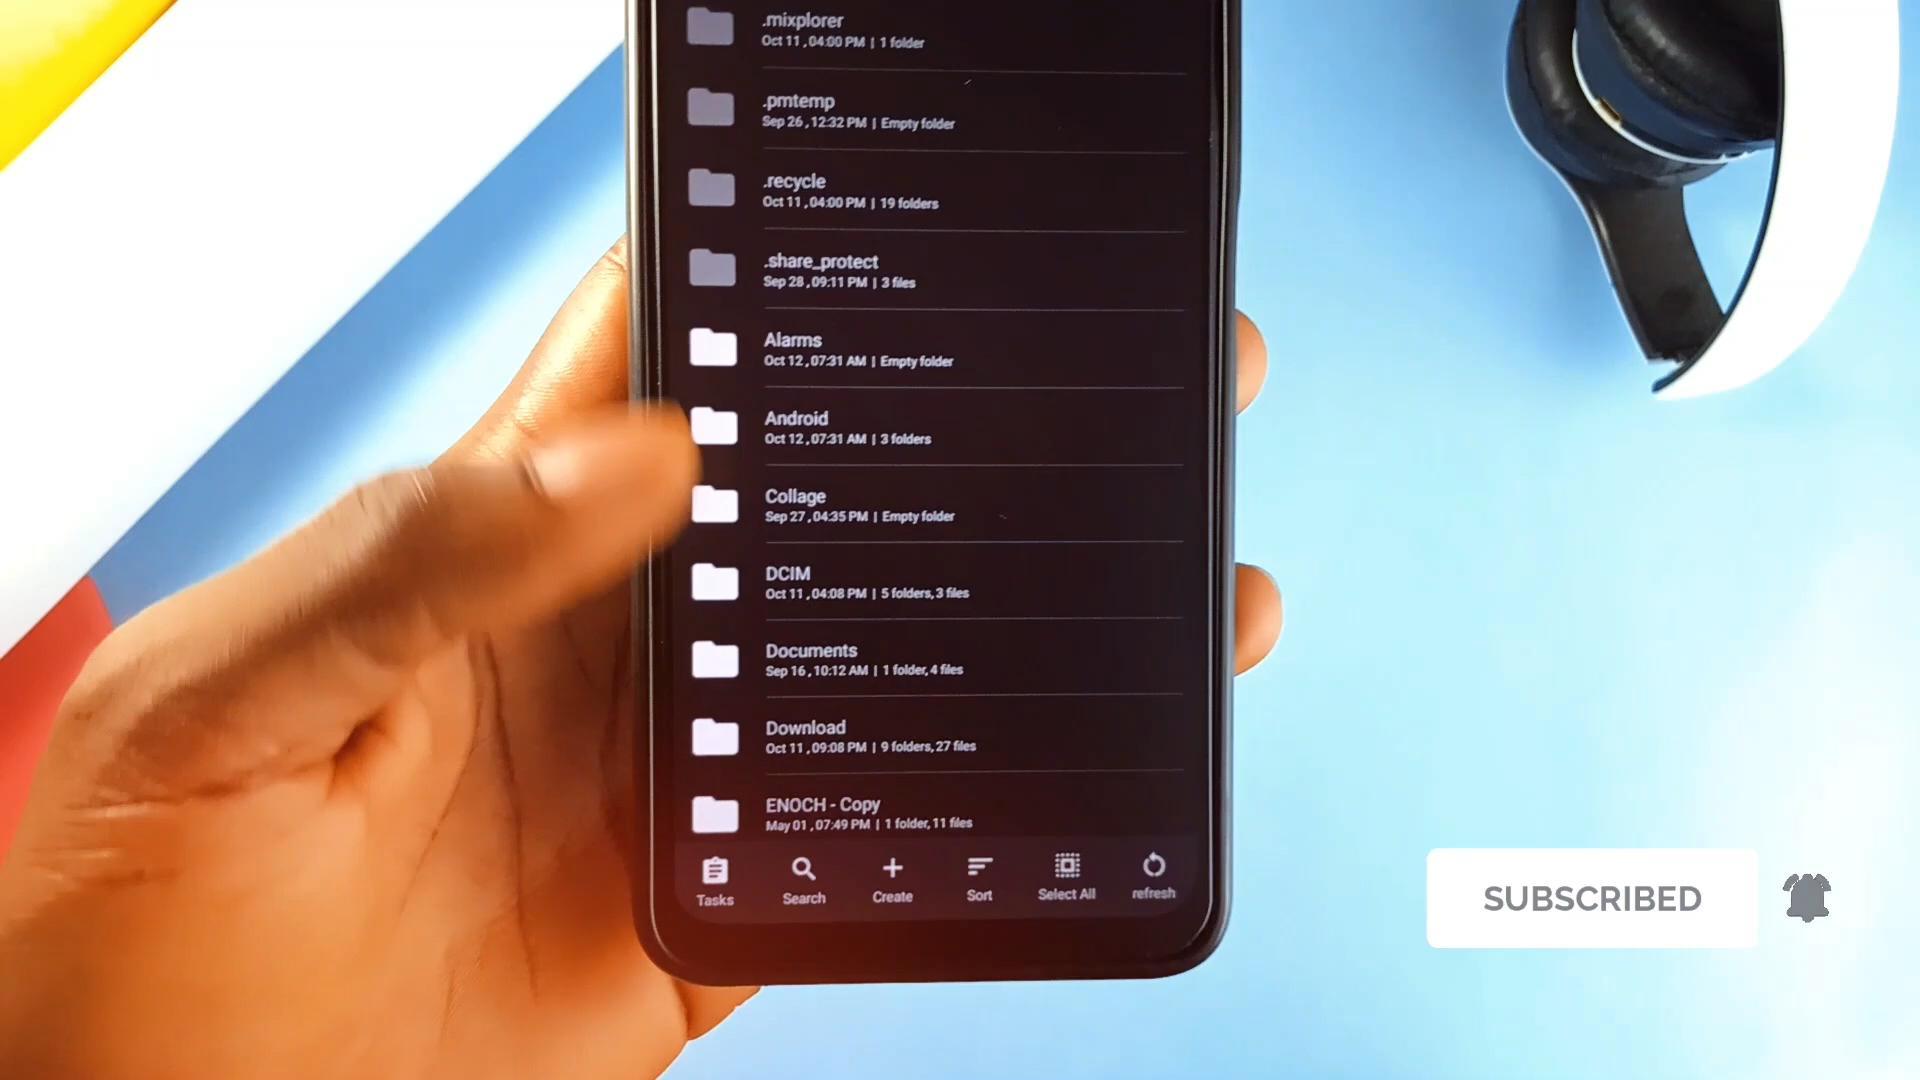 .mixplorer
Oct 11 , 04:00 PM | 1 folder
.pmtemp
Sep 26 , 12:32 PM | Empty folder
.recycle
Oct 11 , 04:00 PM | 19 folders
.share_protect
Sep 28 , 09:11 PM | 3 files
Alarms
Oct 12 , 07:31 AM | Empty folder
Android
Oct 12 , 07:31 AM | 3 folders
Collage
Sep 27 , 04:35 PM | Empty folder
DCIM
Oct 11 , 04:08 PM | 5 folders, 3 files
Documents
Sep 16 , 10:12 AM | 1 folder, 4 files
Download
Oct 11 , 09:08 PM | 9 folders, 27 files
ENOCH - Copy
May 01 , 07:49 PM | 1 folder, 11 files
Tasks Search Create Sort Select All refresh
SUBSCRIBED